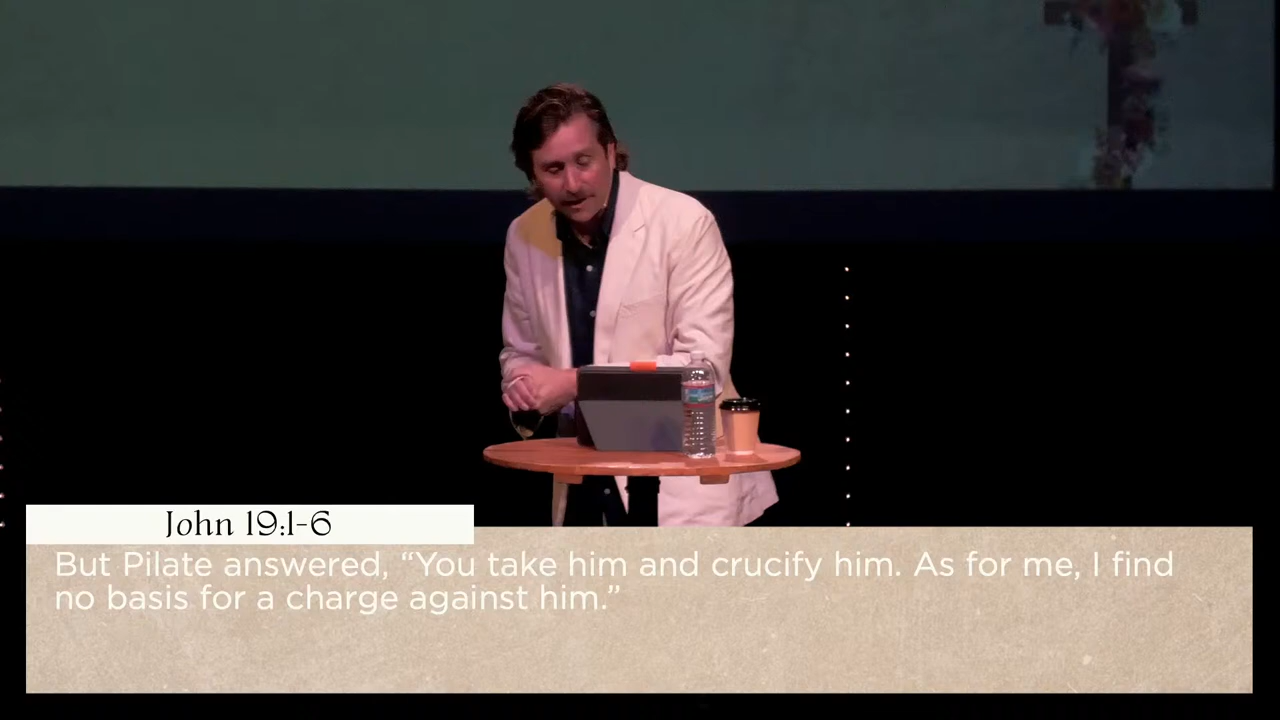 John 19:1-6
But Pilate answered, “You take him and crucify him. As for me, I find
no basis for a charge against him.”